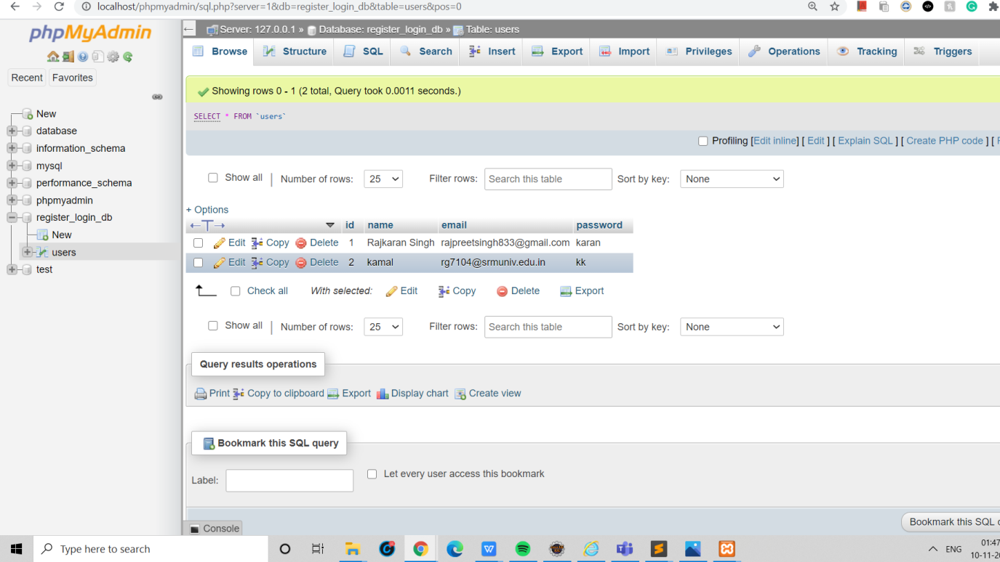 localhost/phpmyadmin/sql.php?server=1&db=register_login_db&table=users&pos=0
phpMyAdmin
Recent Favorites
New
database
information_schema
mysql
performance_schema
phpmyadmin
register_login_db
New
users
test
Server: 127.0.0.1 » Database: register_login_db » Table: users
Browse Structure SQL Search Insert Export Import Privileges Operations Tracking Triggers
Showing rows 0 - 1 (2 total, Query took 0.0011 seconds.)
SELECT * FROM `users`
Profiling [Edit inline] [ Edit ] [ Explain SQL ] [ Create PHP code ] [
Show all | Number of rows: 25 Filter rows: Search this table Sort by key: None
+ Options
id name email password
Edit Copy Delete 1 Rajkaran Singh rajpreetsingh833@gmail.com karan
Edit Copy Delete 2 kamal rg7104@srmuniv.edu.in kk
Check all With selected: Edit Copy Delete Export
Show all | Number of rows: 25 Filter rows: Search this table Sort by key: None
Query results operations
Print Copy to clipboard Export Display chart Create view
Bookmark this SQL query
Label: Let every user access this bookmark
Bookmark this SQL
Console
Type here to search
ENG
01:47
10-11-20